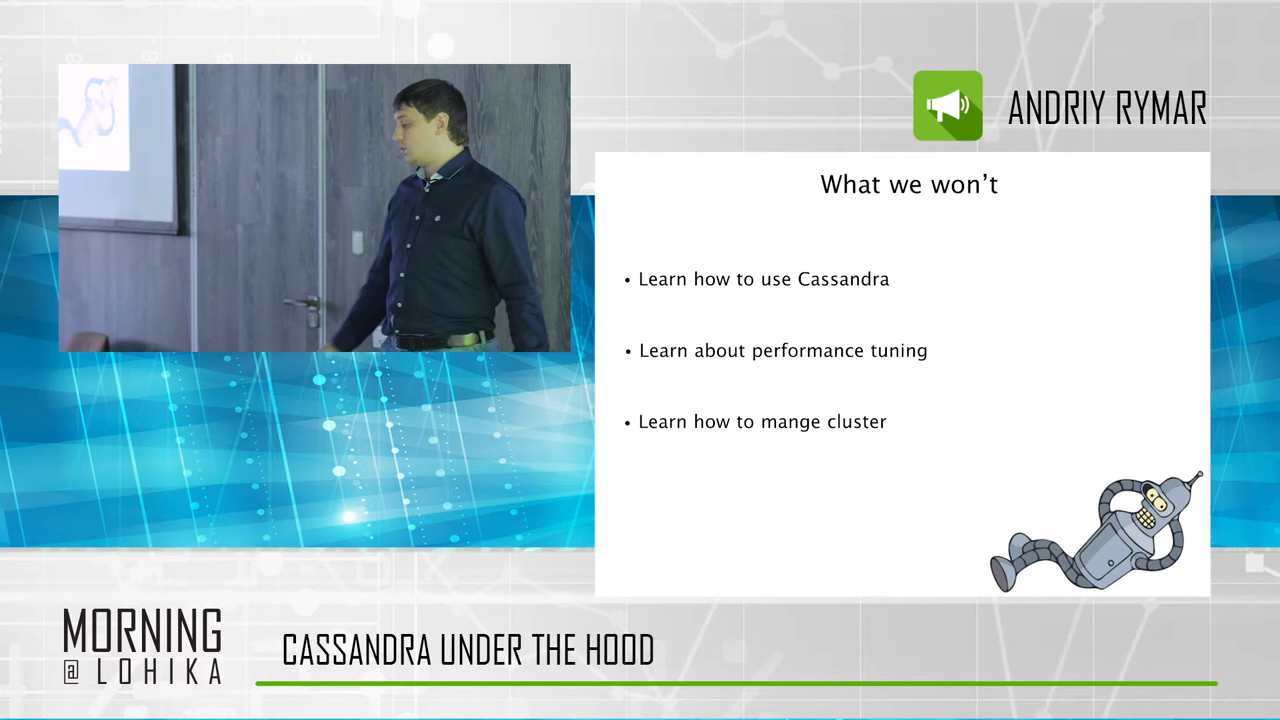 ANDRIY RYMAR
What we won't
• Learn how to use Cassandra
• Learn about performance tuning
• Learn how to mange cluster
MORNING
@ LOHIKA
CASSANDRA UNDER THE HOOD